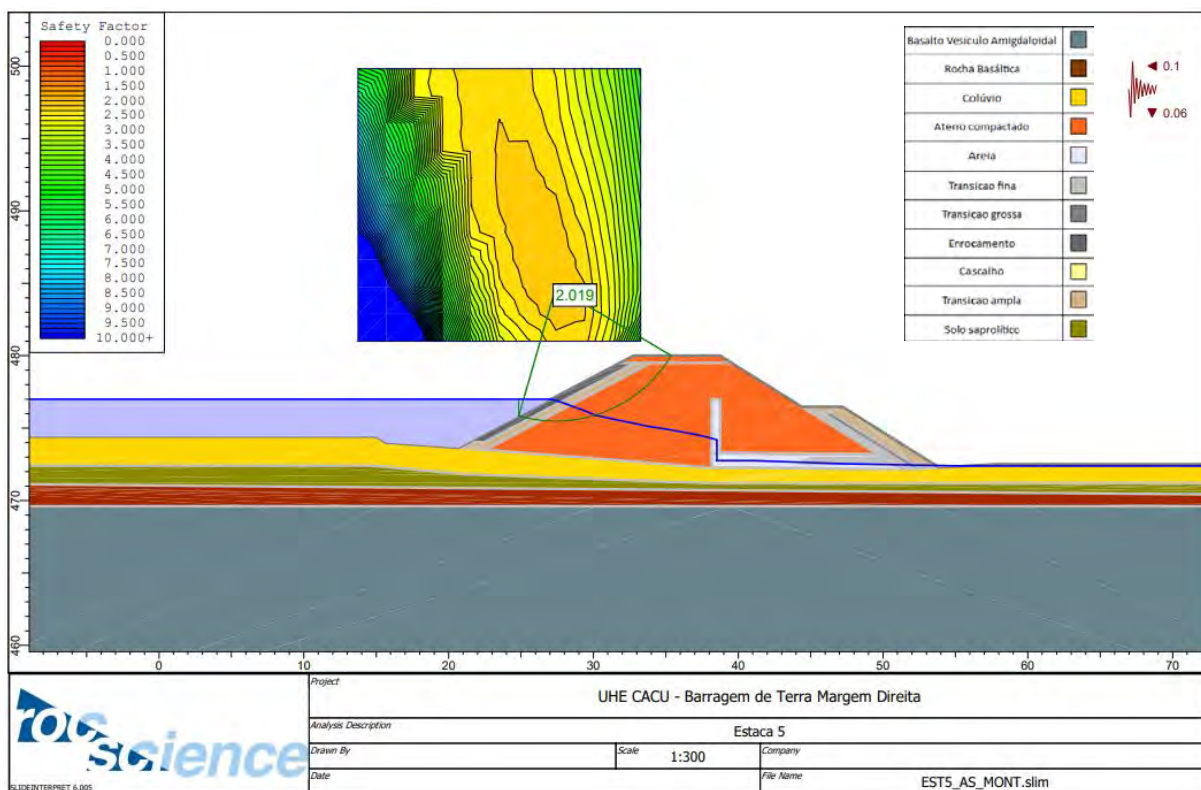 Safety Factor
0.000
0.500
1.000
1.500
2.000
2.500
3.000
3.500
4.000
4.500
5.000
5.500
6.000
6.500
7.000
7.500
8.000
8.500
9.000
9.500
10.000+
Basalto Vesículo Amigdaloidal
Rocha Basáltica
Colúvio
Aterro compactado
Areia
Transicao fina
Transicao grossa
Enrocamento
Cascalho
Transicao ampla
Solo saprolítico
0.1
0.06
2.019
500
490
480
470
460
0
10
20
30
40
50
60
70
rocscience
SLIDEINTERPRET 6.005
Project
UHE CACU - Barragem de Terra Margem Direita
Analysis Description
Estaca 5
Drawn By
Scale
1:300
Company
Date
File Name
EST5_AS_MONT.slim